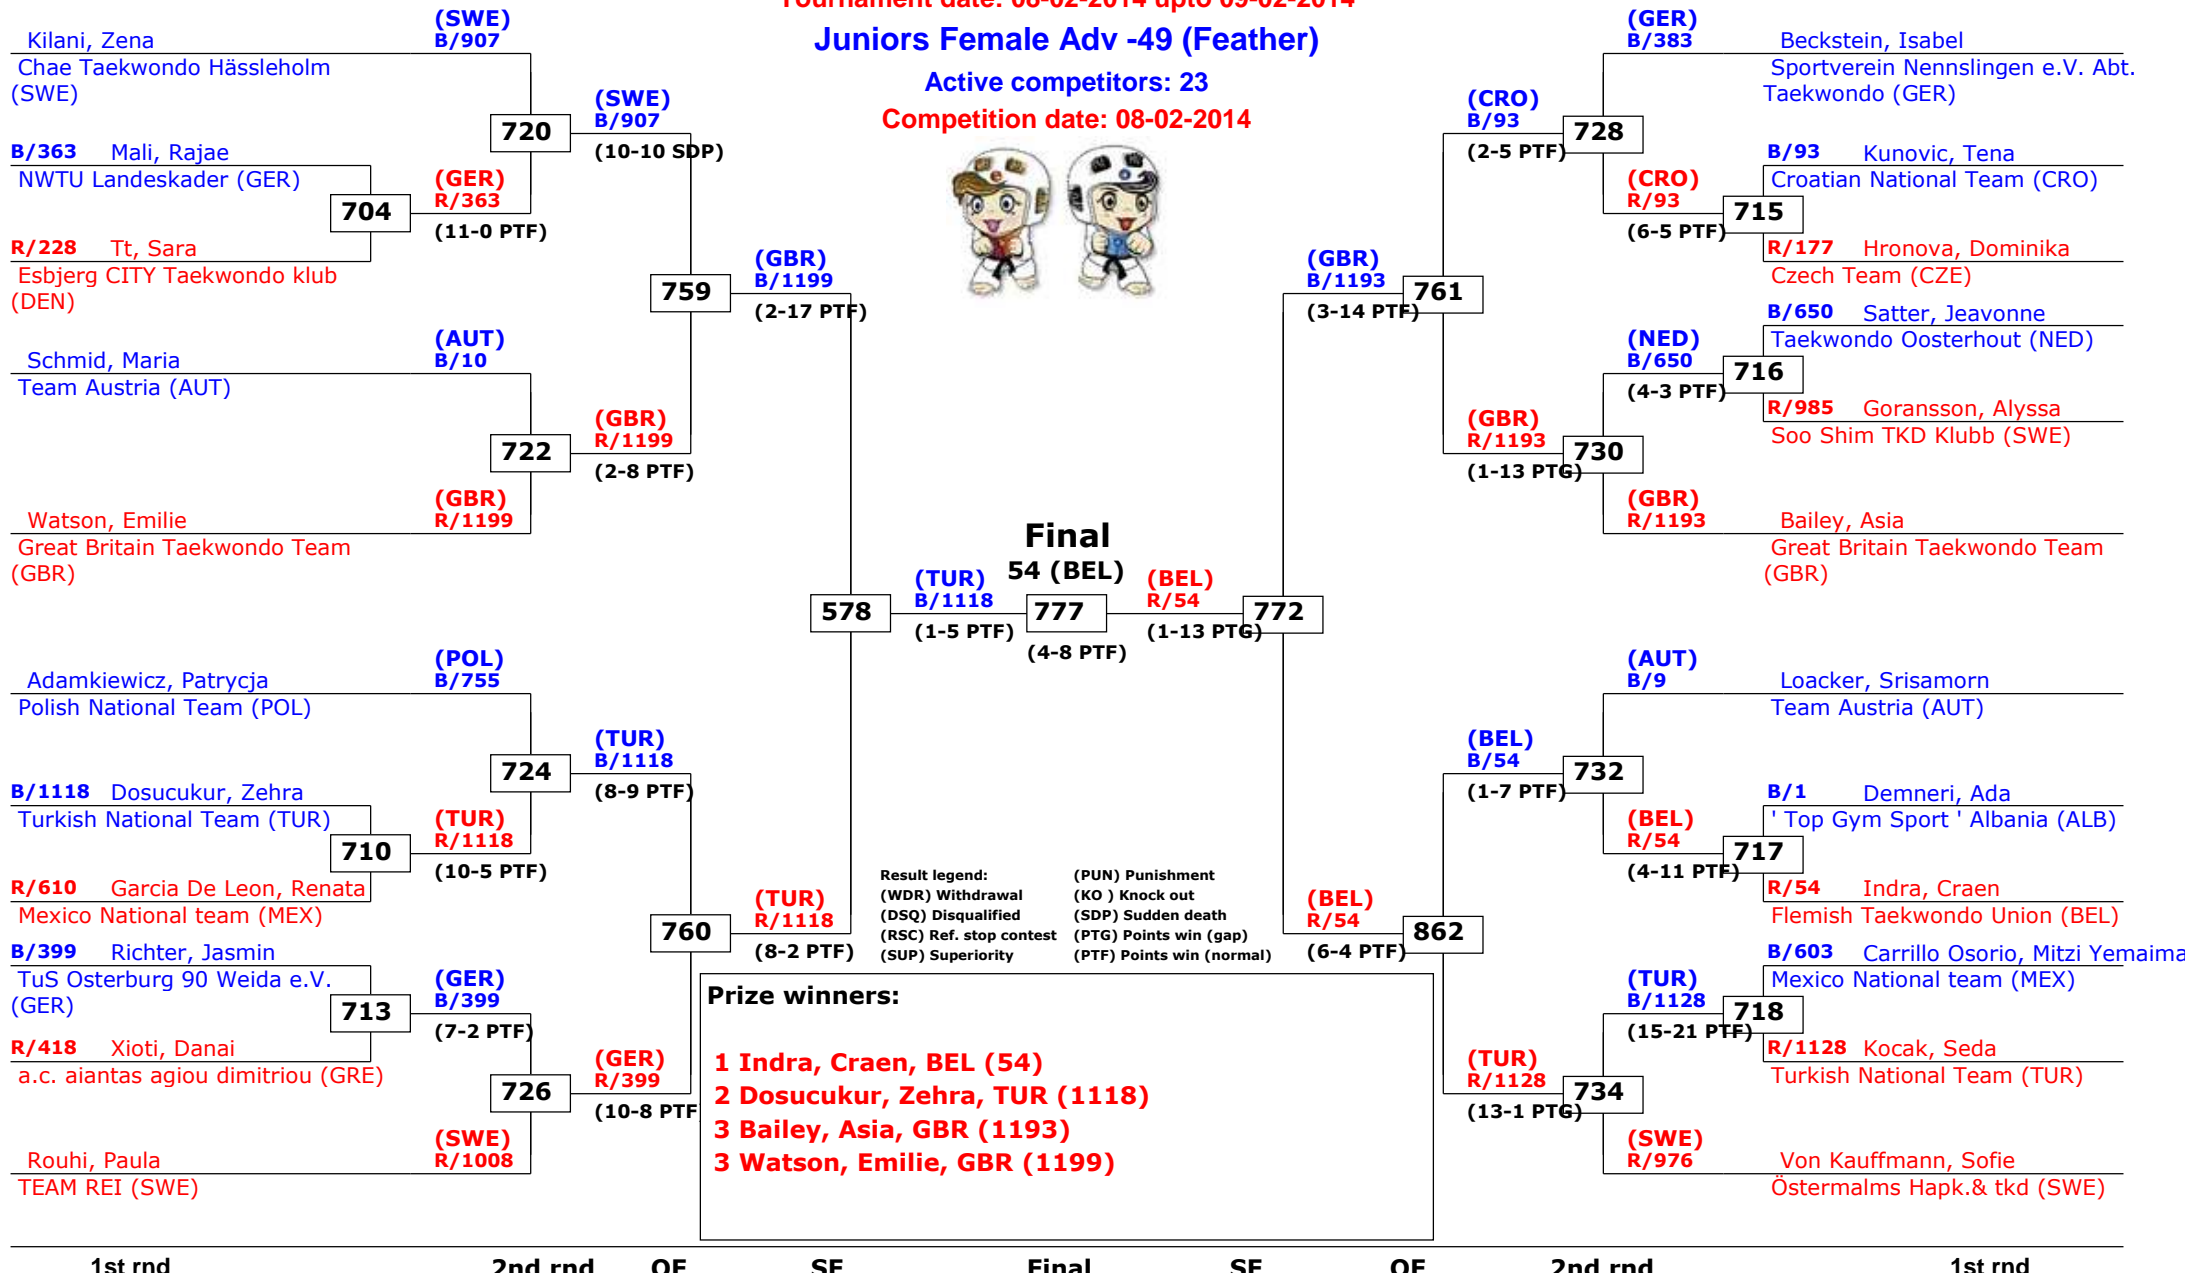 Tournament date: 08-02-2014 upto 09-02-2014
Juniors Female Adv -49 (Feather)
Active competitors: 23
Competition date: 08-02-2014
(SWE)
B/907
Kilani, Zena
Chae Taekwondo Hässleholm
(SWE)
720
(SWE)
B/907
(10-10 SDP)
B/363 Mali, Rajae
NWTU Landeskader (GER)
704
(GER)
R/363
(11-0 PTF)
R/228 Tt, Sara
Esbjerg CITY Taekwondo klub
(DEN)
759
(GBR)
B/1199
(2-17 PTF)
(AUT)
B/10
Schmid, Maria
Team Austria (AUT)
722
(GBR)
R/1199
(2-8 PTF)
(GBR)
R/1199
Watson, Emilie
Great Britain Taekwondo Team
(GBR)
578
(TUR)
B/1118
(1-5 PTF)
Final
54 (BEL)
777
(4-8 PTF)
(BEL)
R/54
(1-13 PTG)
772
(POL)
B/755
Adamkiewicz, Patrycja
Polish National Team (POL)
724
(TUR)
B/1118
(8-9 PTF)
B/1118 Dosucukur, Zehra
Turkish National Team (TUR)
710
(TUR)
R/1118
(10-5 PTF)
R/610 Garcia De Leon, Renata
Mexico National team (MEX)
760
(TUR)
R/1118
(8-2 PTF)
B/399 Richter, Jasmin
TuS Osterburg 90 Weida e.V.
(GER)
713
(GER)
B/399
(7-2 PTF)
R/418 Xioti, Danai
a.c. aiantas agiou dimitriou (GRE)
726
(GER)
R/399
(10-8 PTF
(SWE)
R/1008
Rouhi, Paula
TEAM REI (SWE)
(GER)
B/383
Beckstein, Isabel
Sportverein Nennslingen e.V. Abt.
Taekwondo (GER)
(CRO)
B/93
(2-5 PTF)
728
B/93 Kunovic, Tena
Croatian National Team (CRO)
(CRO)
R/93
(6-5 PTF)
715
R/177 Hronova, Dominika
Czech Team (CZE)
(GBR)
B/1193
(3-14 PTF)
761
B/650 Satter, Jeavonne
Taekwondo Oosterhout (NED)
(NED)
B/650
(4-3 PTF)
716
R/985 Goransson, Alyssa
Soo Shim TKD Klubb (SWE)
(GBR)
R/1193
(1-13 PTG)
730
(GBR)
R/1193
Bailey, Asia
Great Britain Taekwondo Team
(GBR)
(AUT)
B/9
Loacker, Srisamorn
Team Austria (AUT)
(BEL)
B/54
(1-7 PTF)
732
B/1 Demneri, Ada
' Top Gym Sport ' Albania (ALB)
(BEL)
R/54
(4-11 PTF)
717
R/54 Indra, Craen
Flemish Taekwondo Union (BEL)
(BEL)
R/54
(6-4 PTF)
862
B/603 Carrillo Osorio, Mitzi Yemaima
Mexico National team (MEX)
(TUR)
B/1128
(15-21 PTF)
718
R/1128 Kocak, Seda
Turkish National Team (TUR)
(TUR)
R/1128
(13-1 PTG)
734
(SWE)
R/976
Von Kauffmann, Sofie
Östermalms Hapk.& tkd (SWE)
Result legend: (PUN) Punishment
(WDR) Withdrawal (KO ) Knock out
(DSQ) Disqualified (SDP) Sudden death
(RSC) Ref. stop contest (PTG) Points win (gap)
(SUP) Superiority (PTF) Points win (normal)
Prize winners:
1 Indra, Craen, BEL (54)
2 Dosucukur, Zehra, TUR (1118)
3 Bailey, Asia, GBR (1193)
3 Watson, Emilie, GBR (1199)
1st rnd 2nd rnd QF SF Final SF QF 2nd rnd 1st rnd